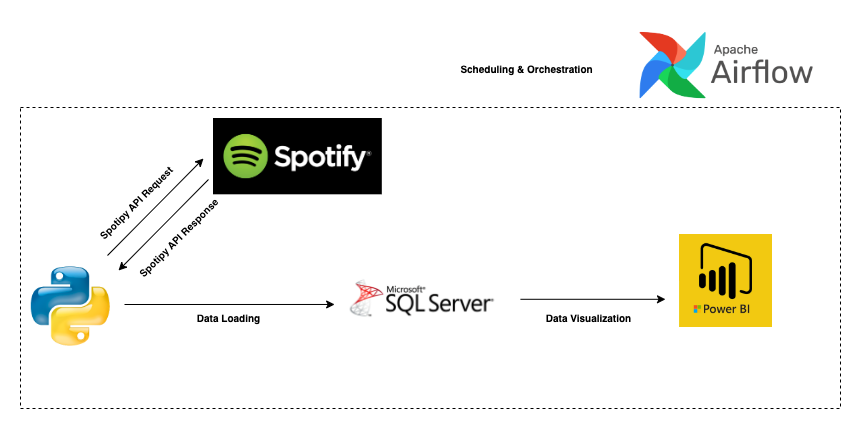 Scheduling & Orchestration
Apache
Airflow
Spotify®
Spotipy API Request
Spotipy API Response
Microsoft®
SQL Server®
Data Loading
Data Visualization
Power BI